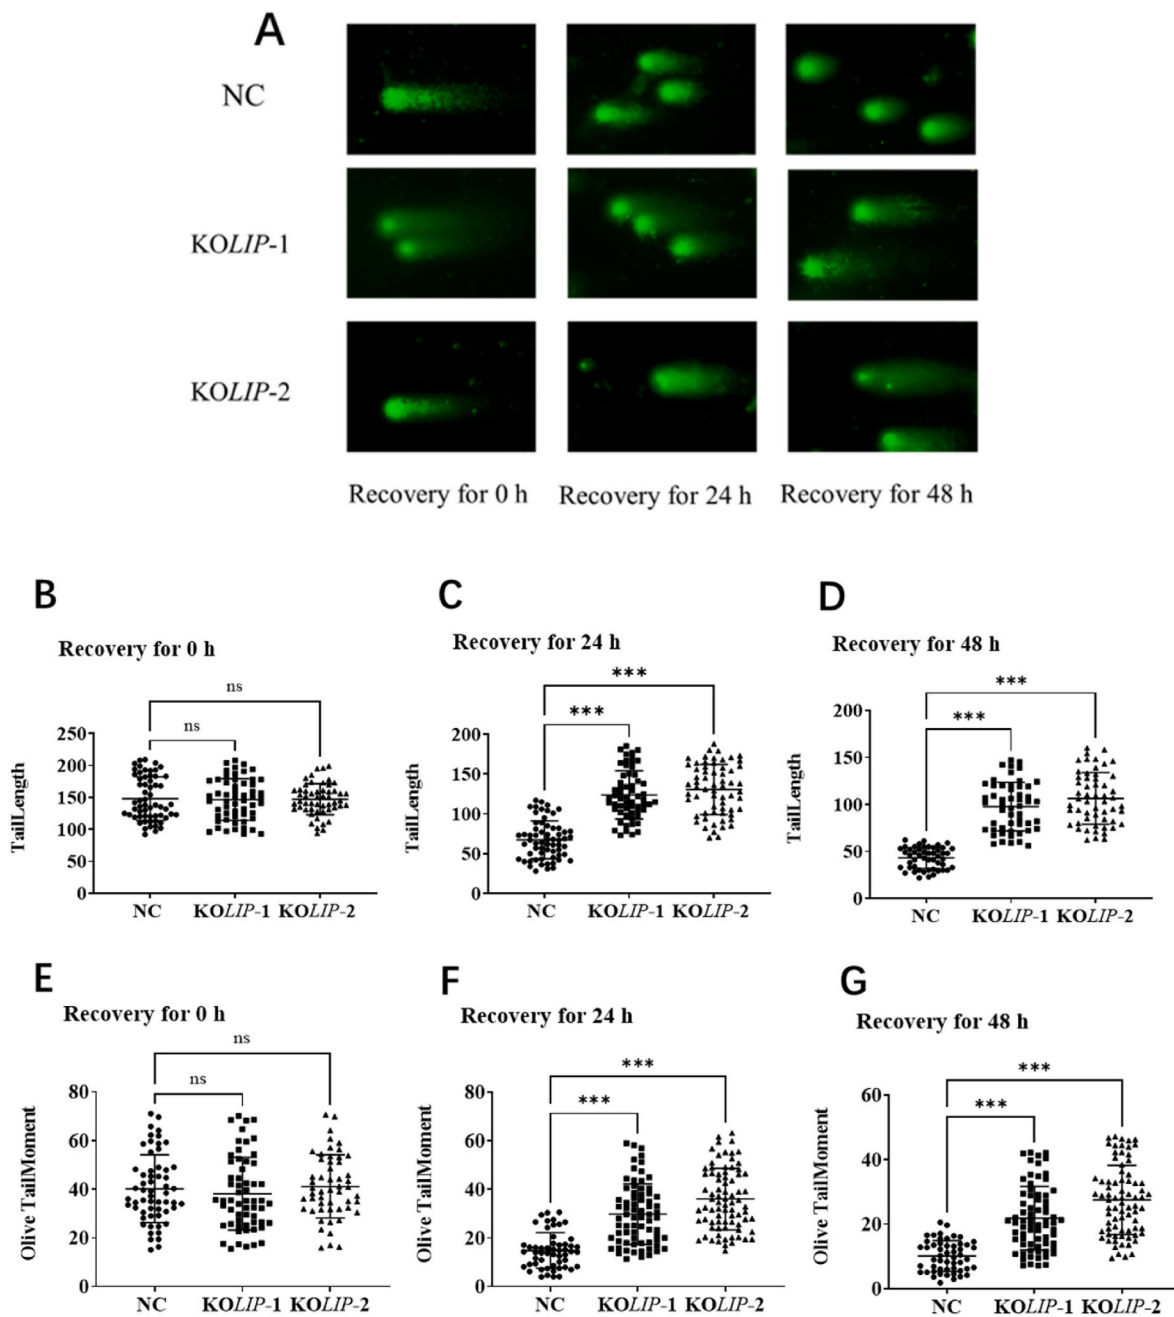 A
NC
KOLIP-1
KOLIP-2
Recovery for 0 h Recovery for 24 h Recovery for 48 h
B
Recovery for 0 h
ns
ns
250
200
150
100
50
0
TailLength
NC KOLIP-1 KOLIP-2
C
Recovery for 24 h
***
***
200
150
100
50
0
TailLength
NC KOLIP-1 KOLIP-2
D
Recovery for 48 h
***
***
200
150
100
50
0
TailLength
NC KOLIP-1 KOLIP-2
E
Recovery for 0 h
ns
ns
80
60
40
20
0
Olive TailMoment
NC KOLIP-1 KOLIP-2
F
Recovery for 24 h
***
***
80
60
40
20
0
Olive TailMoment
NC KOLIP-1 KOLIP-2
G
Recovery for 48 h
***
***
60
40
20
0
Olive TailMoment
NC KOLIP-1 KOLIP-2